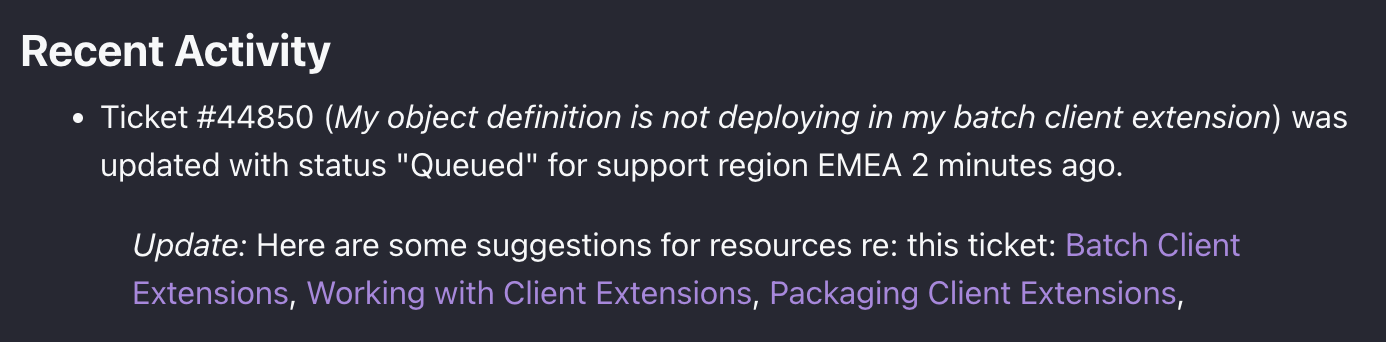 Recent Activity
• Ticket #44850 (My object definition is not deploying in my batch client extension) was
updated with status "Queued" for support region EMEA 2 minutes ago.
Update: Here are some suggestions for resources re: this ticket: Batch Client
Extensions, Working with Client Extensions, Packaging Client Extensions,